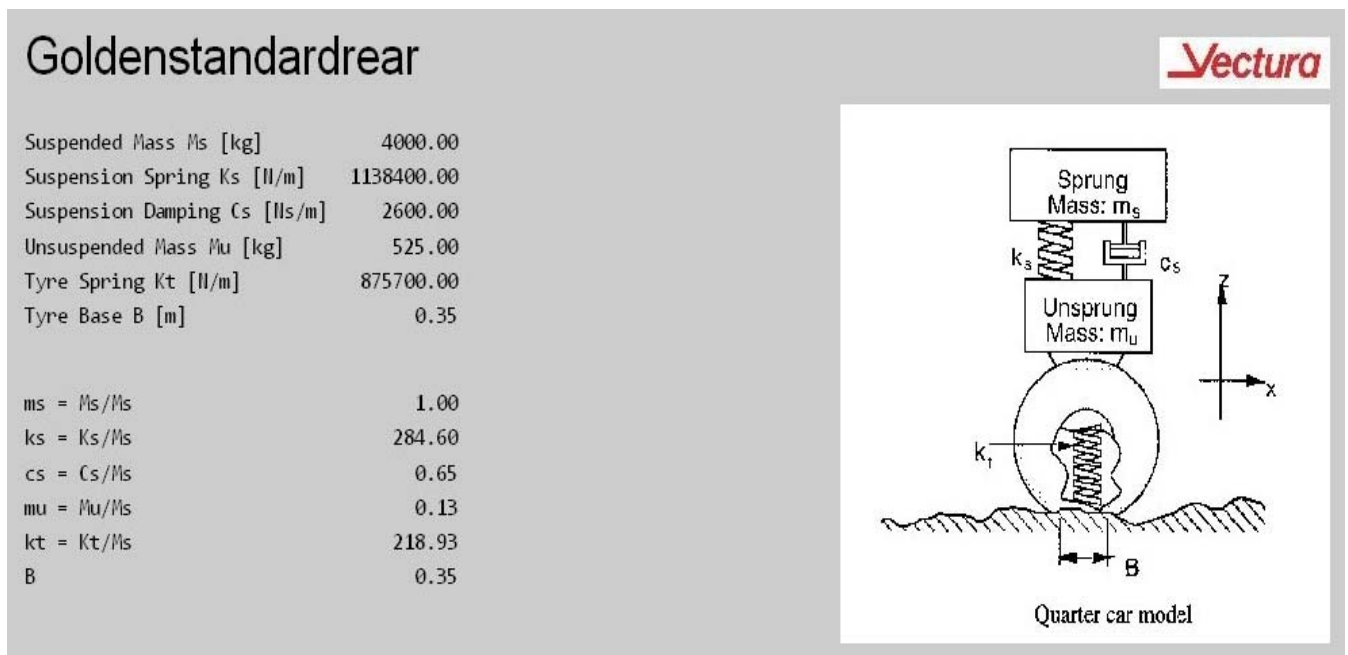 Goldenstandardrear
Vectura
Suspended Mass Ms [kg] 4000.00
Suspension Spring Ks [N/m] 1138400.00
Suspension Damping Cs [Ns/m] 2600.00
Unsuspended Mass Mu [kg] 525.00
Tyre Spring Kt [N/m] 875700.00
Tyre Base B [m] 0.35
ms = Ms/Ms 1.00
ks = Ks/Ms 284.60
cs = Cs/Ms 0.65
mu = Mu/Ms 0.13
kt = Kt/Ms 218.93
B 0.35
Sprung
Mass: ms
ks
cs
Unsprung
Mass: mu
z
x
kt
B
Quarter car model